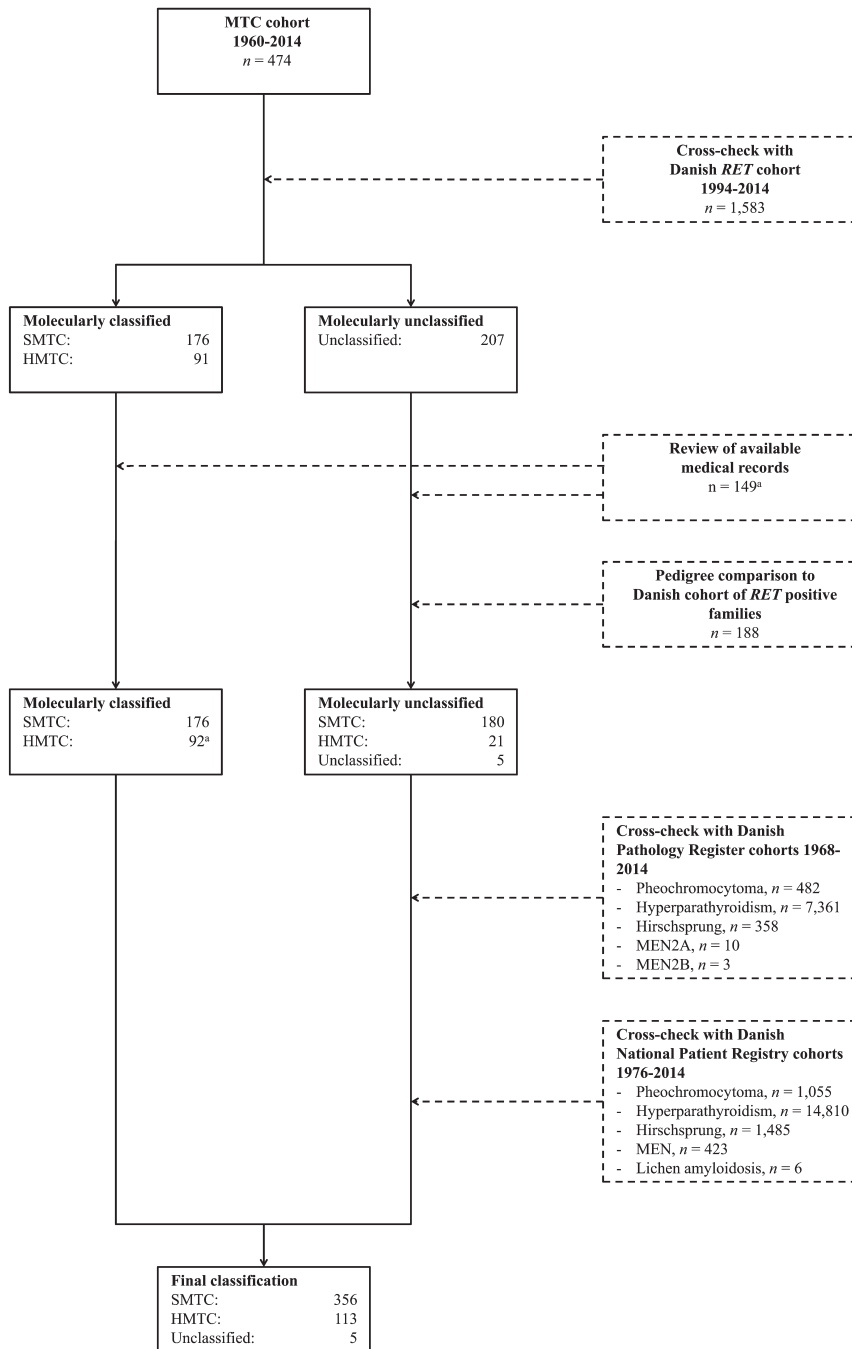 MTC cohort
1960-2014
n = 474
Cross-check with
Danish RET cohort
1994-2014
n = 1,583
Molecularly classified
SMTC: 176
HMTC: 91
Molecularly unclassified
Unclassified: 207
Review of available
medical records
n = 149ᵃ
Pedigree comparison to
Danish cohort of RET positive
families
n = 188
Molecularly classified
SMTC: 176
HMTC: 92ᵃ
Molecularly unclassified
SMTC: 180
HMTC: 21
Unclassified: 5
Cross-check with Danish
Pathology Register cohorts 1968-
2014
- Pheochromocytoma, n = 482
- Hyperparathyroidism, n = 7,361
- Hirschsprung, n = 358
- MEN2A, n = 10
- MEN2B, n = 3
Cross-check with Danish
National Patient Registry cohorts
1976-2014
- Pheochromocytoma, n = 1,055
- Hyperparathyroidism, n = 14,810
- Hirschsprung, n = 1,485
- MEN, n = 423
- Lichen amyloidosis, n = 6
Final classification
SMTC: 356
HMTC: 113
Unclassified: 5